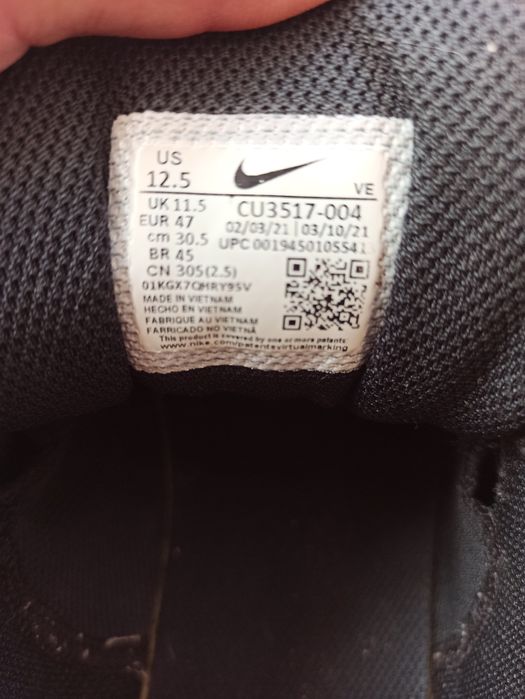 US
12.5
VE
UK 11.5
EUR 47
cm 30.5
BR 45
CN 305(2.5)
01KGX7QHRY9SV
CU3517-004
02/03/21 | 03/10/21
UPC
MADE IN VIETNAM
HECHO EN VIETNAM
FABRIQUE AU VIETNAM
FABRICADO NO VIETNÃ
This product is covered by one or more patents
www.nike.com/patentsvirtualmarking